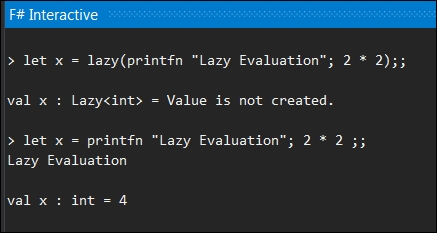 F# Interactive
> let x = lazy(printfn "Lazy Evaluation"; 2 * 2);;
val x : Lazy<int> = Value is not created.
> let x = printfn "Lazy Evaluation"; 2 * 2 ;;
Lazy Evaluation
val x : int = 4